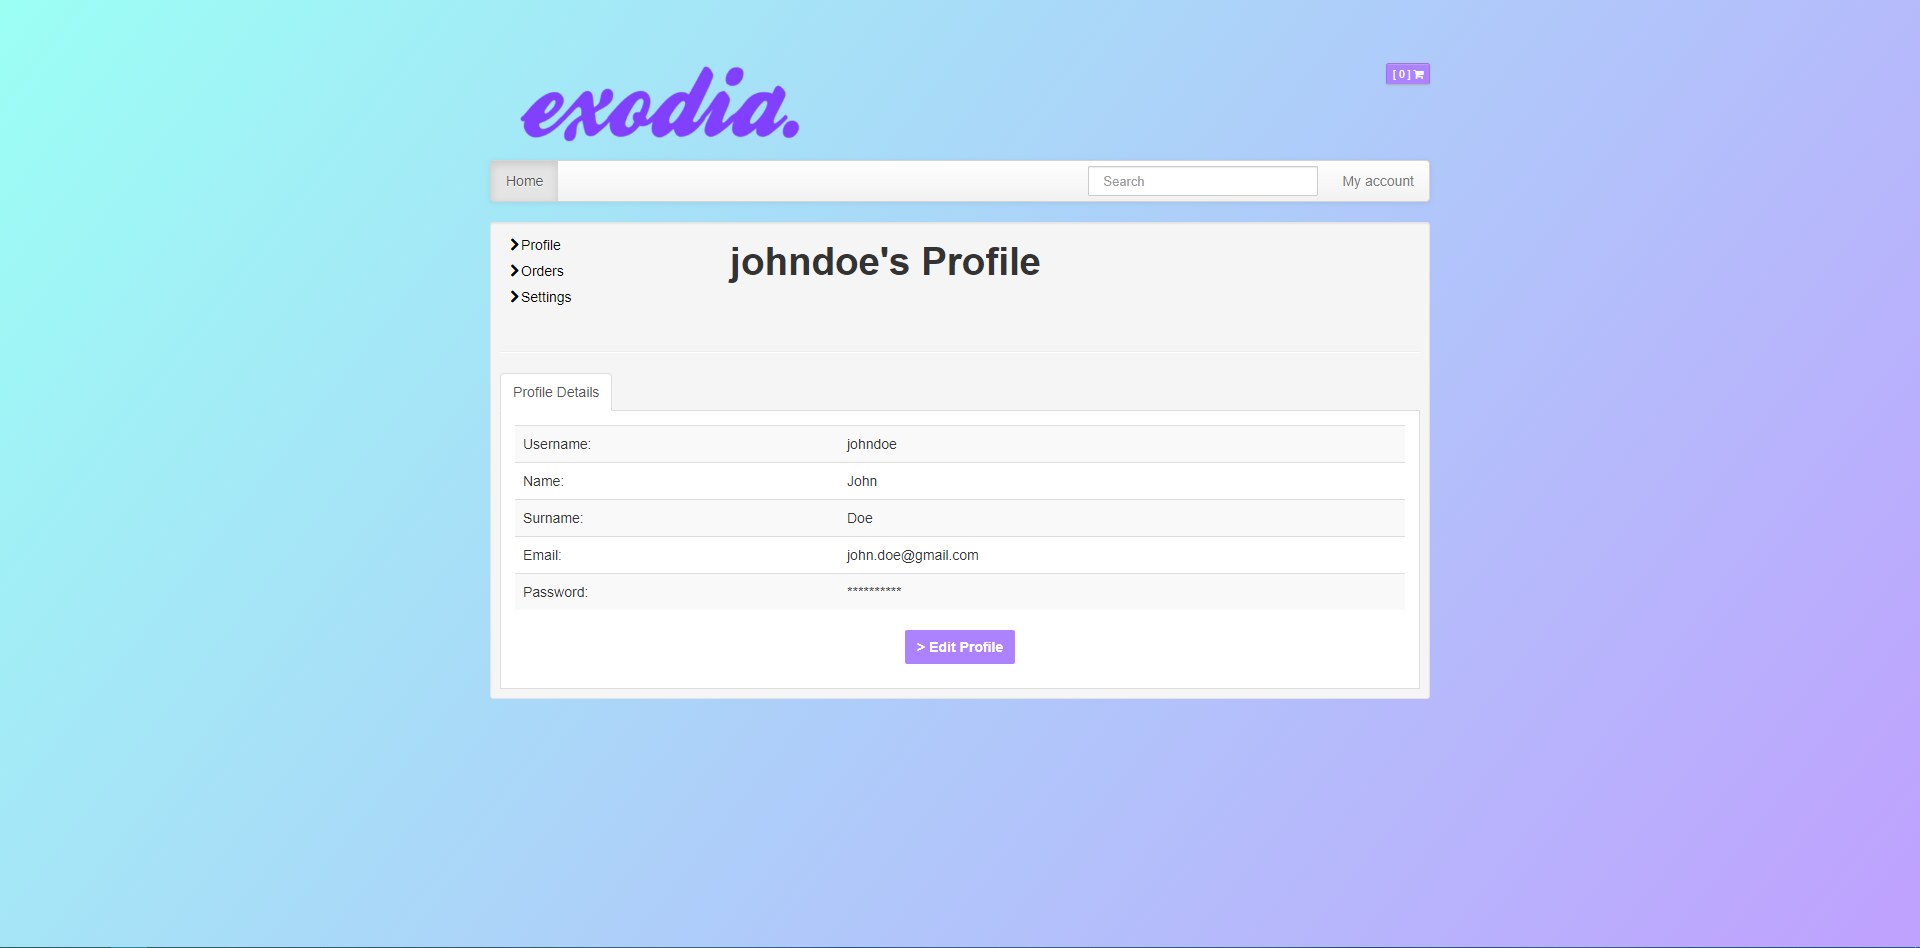 exodia.
[ 0 ]
Home
Search
My account
Profile
Orders
Settings
johndoe's Profile
Profile Details
Username: johndoe
Name: John
Surname: Doe
Email: john.doe@gmail.com
Password: **********
> Edit Profile